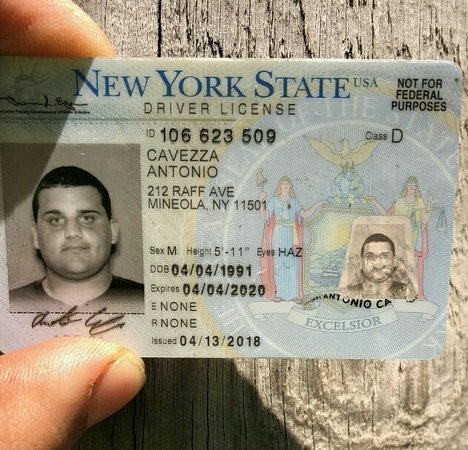 NEW YORK STATE USA
DRIVER LICENSE
NOT FOR
FEDERAL
PURPOSES
ID 106 623 509 Class D
CAVEZZA
ANTONIO
212 RAFF AVE
MINEOLA, NY 11501
Sex M Height 5'-11" Eyes HAZ
DOB 04/04/1991
Expires 04/04/2020
E NONE
R NONE
Issued 04/13/2018
ANTONIO CA
EXCELSIOR